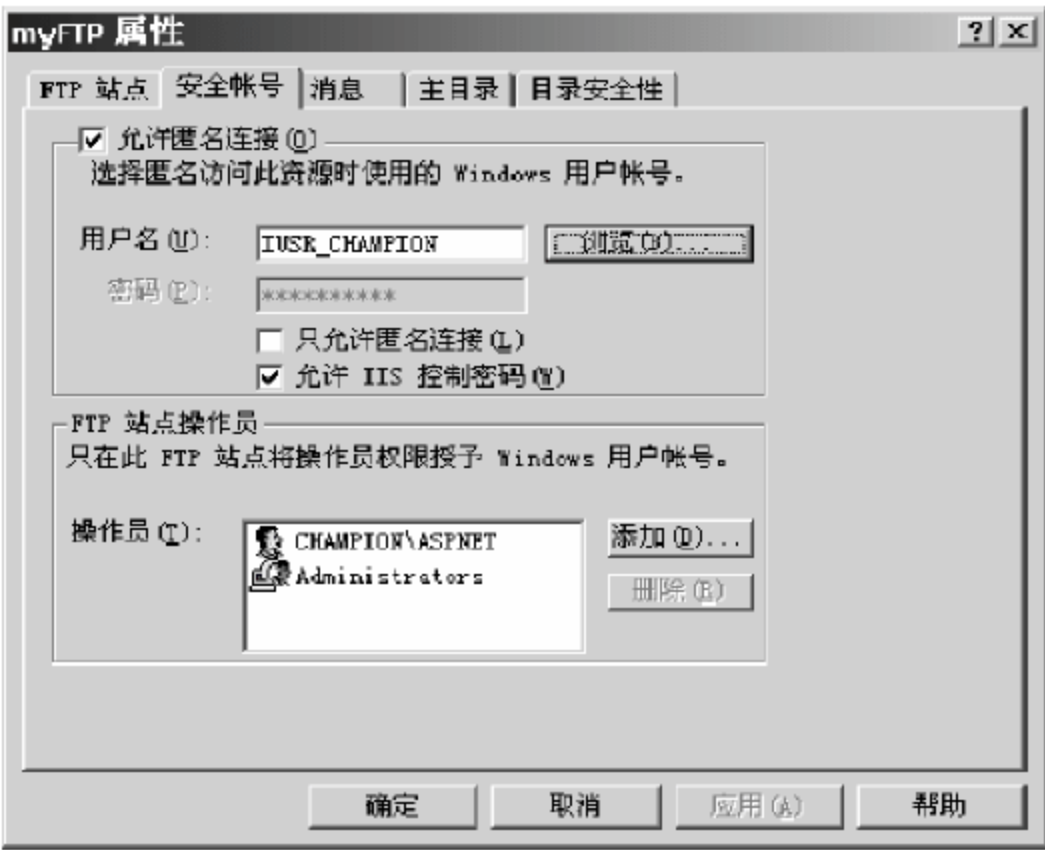 myFTP 属性
FTP 站点 安全帐号 消息 主目录 目录安全性
允许匿名连接(O)
选择匿名访问此资源时使用的 Windows 用户帐号。
用户名(U): IUSR_CHAMPION 浏览(B)...
密码(P): **********
只允许匿名连接(L)
允许 IIS 控制密码(W)
FTP 站点操作员
只在此 FTP 站点将操作员权限授予 Windows 用户帐号。
操作员(T): CHAMPION\ASPNET 添加(D)...
Administrators 删除(R)
确定 取消 应用(A) 帮助